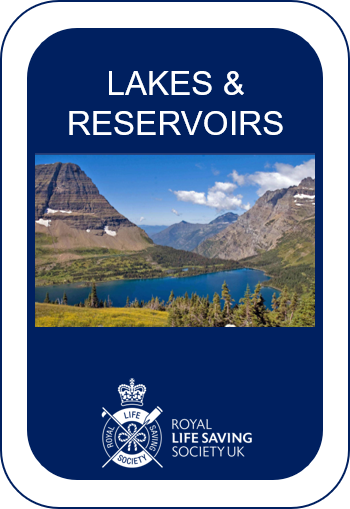 LAKES &
RESERVOIRS
LIFE
ROYAL
SAVING
SOCIETY
ROYAL
LIFE SAVING
SOCIETY UK